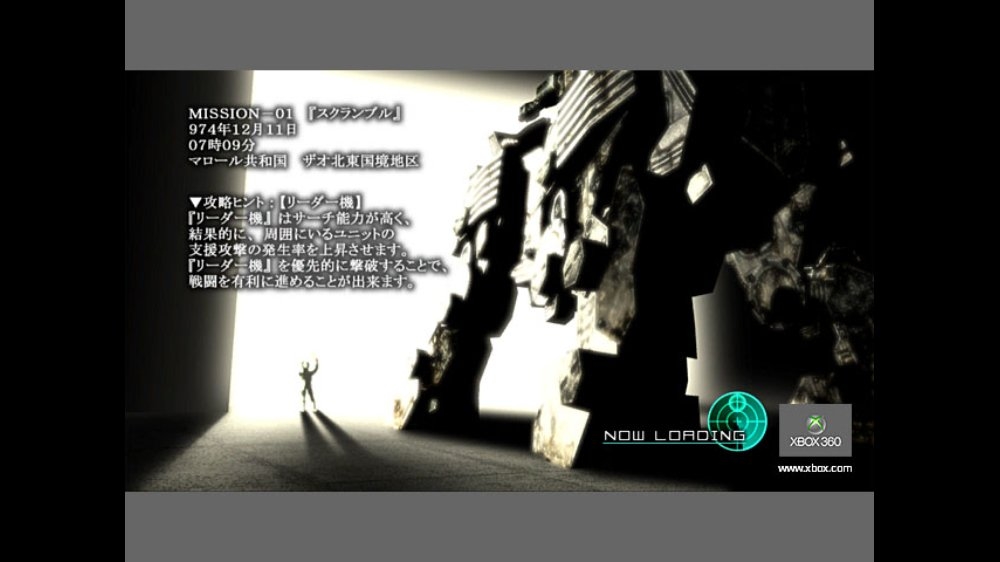 MISSION-01 『スクランブル』
974年12月11日
07時09分
マロール共和国 ザオ北東国境地区
▼攻略ヒント:【リーダー機】
『リーダー機』はサーチ能力が高く、
結果的に、周囲にいるユニットの
支援攻撃の発生率を上昇させます。
『リーダー機』を優先的に撃破することで、
戦闘を有利に進めることが出来ます。
NOW LOADING
XBOX 360
www.xbox.com